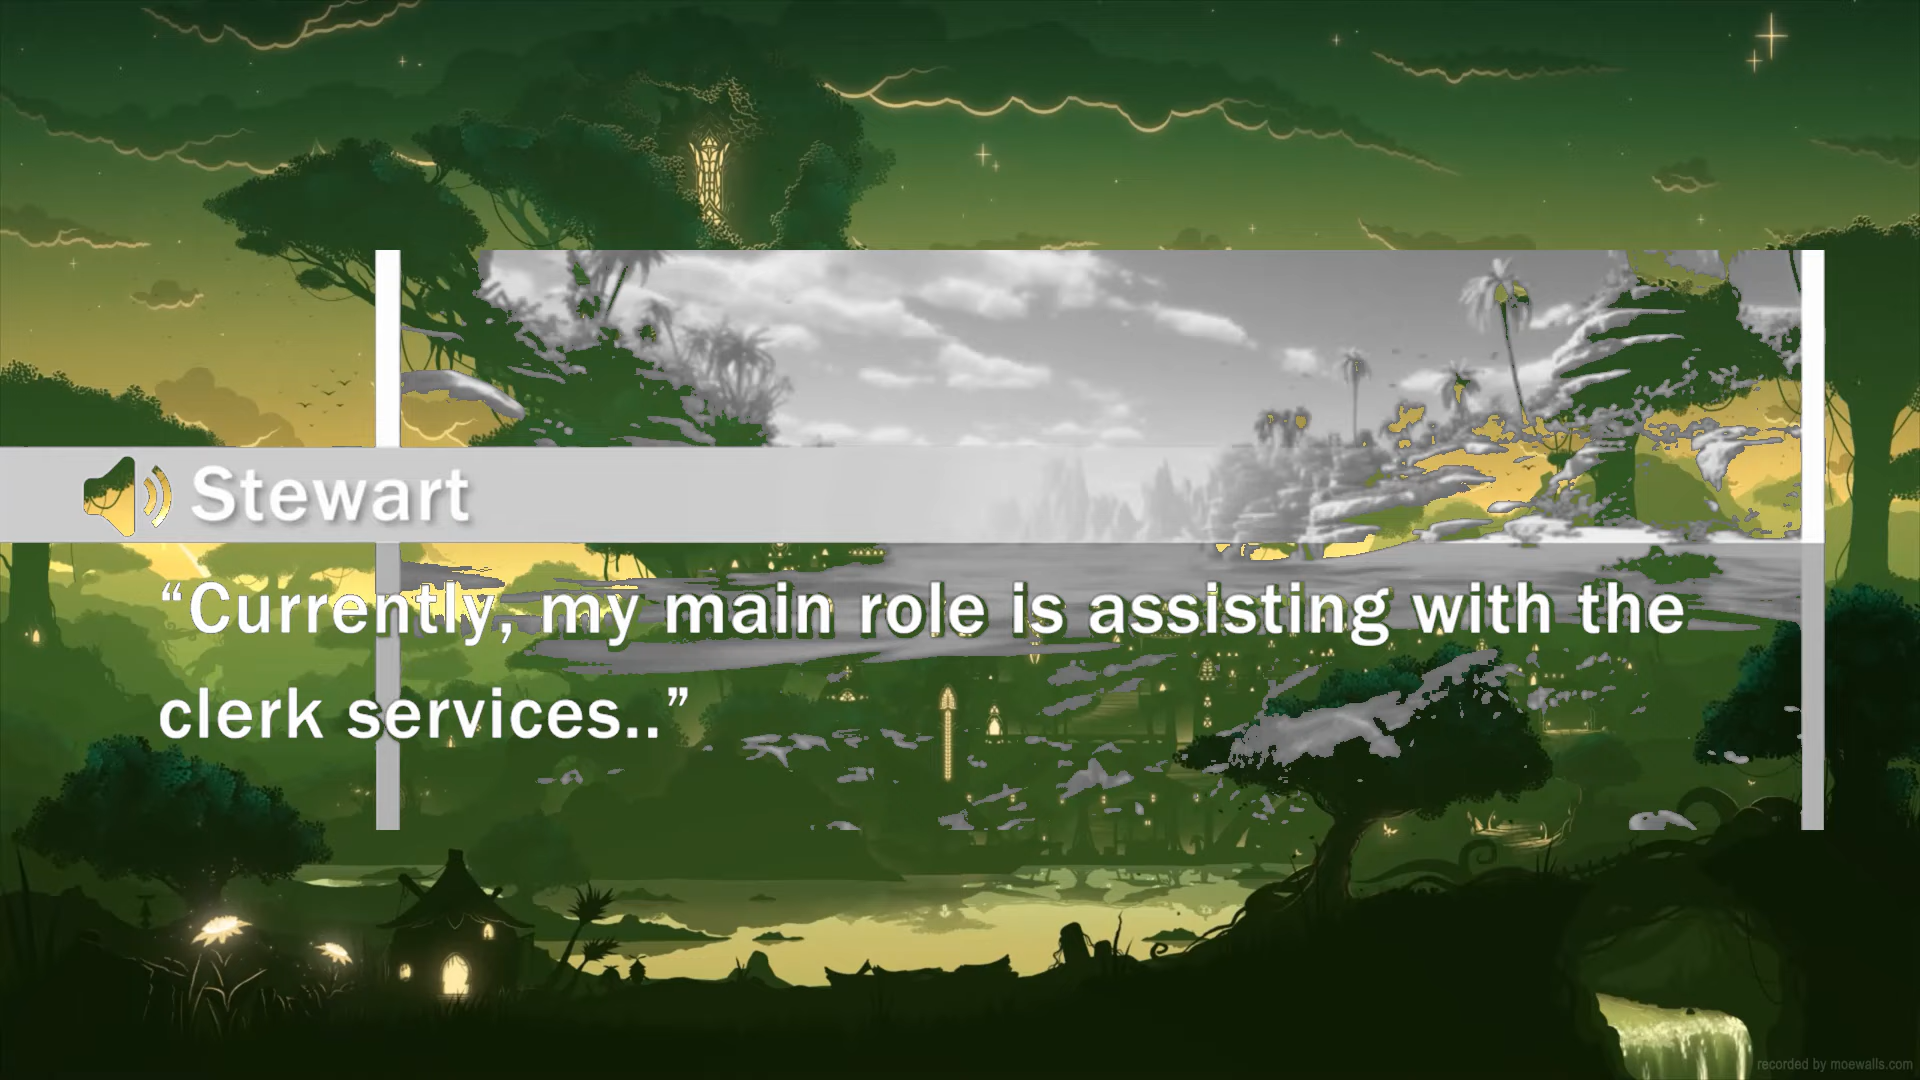 Stewart
“Currently, my main role is assisting with the
clerk services..”
recorded by moewalls.com